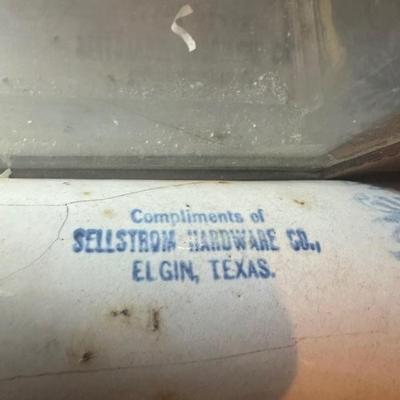 Compliments of
SELLSTROM HARDWARE CO.,
ELGIN, TEXAS.